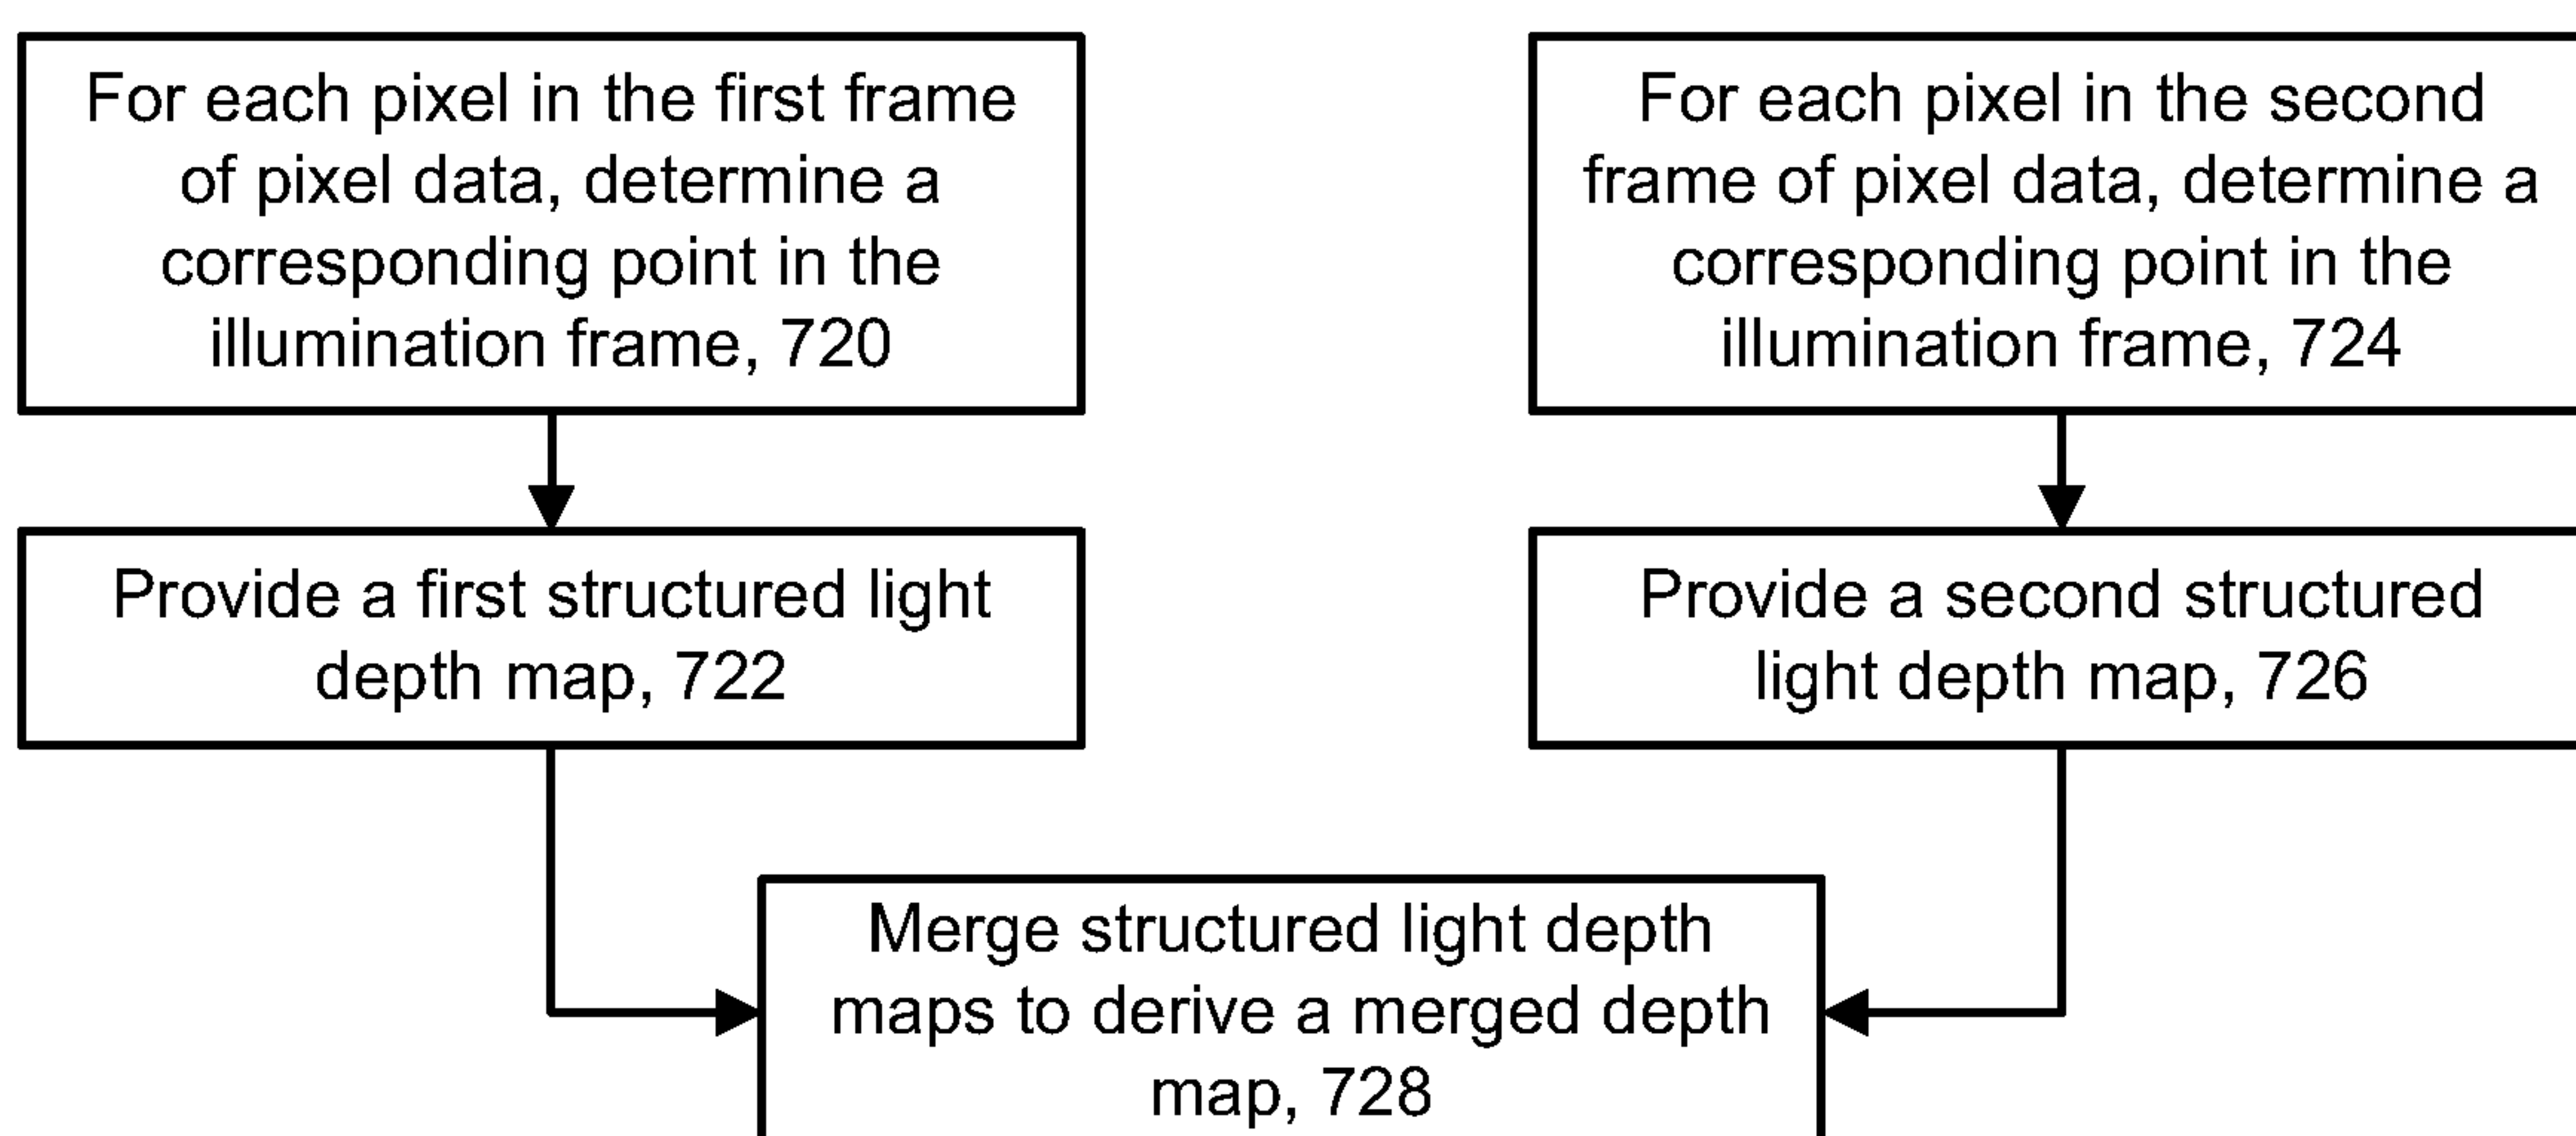 For each pixel in the first frame
of pixel data, determine a
corresponding point in the
illumination frame, 720
For each pixel in the second
frame of pixel data, determine a
corresponding point in the
illumination frame, 724
Provide a first structured light
depth map, 722
Provide a second structured
light depth map, 726
Merge structured light depth
maps to derive a merged depth
map, 728